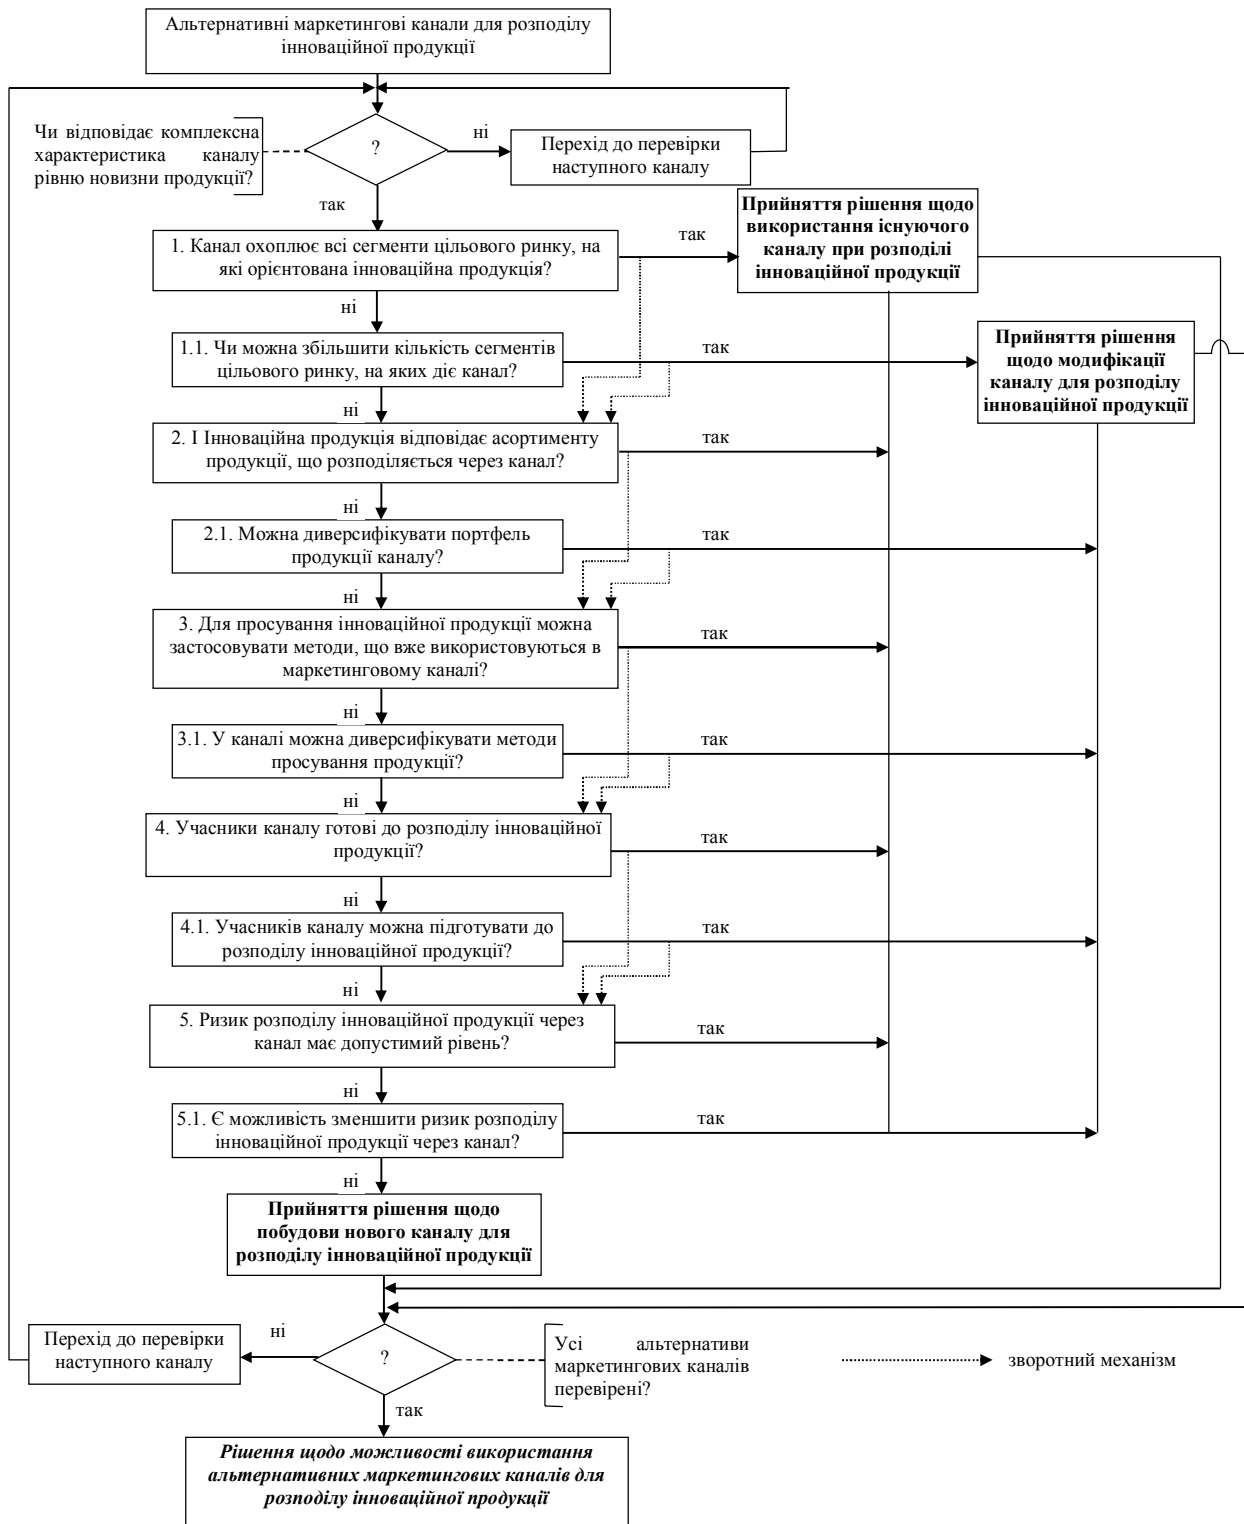 Альтернативні маркетингові канали для розподілу
інноваційної продукції
Чи відповідає комплексна
характеристика каналу
рівню новизни продукції?
?
ні
Перехід до перевірки
наступного каналу
так
Прийняття рішення щодо
використання існуючого
каналу при розподілі
інноваційної продукції
1. Канал охоплює всі сегменти цільового ринку, на
які орієнтована інноваційна продукція?
так
ні
Прийняття рішення
щодо модифікації
каналу для розподілу
інноваційної продукції
1.1. Чи можна збільшити кількість сегментів
цільового ринку, на яких діє канал?
так
ні
2. І Інноваційна продукція відповідає асортименту
продукції, що розподіляється через канал?
так
ні
2.1. Можна диверсифікувати портфель
продукції каналу?
так
ні
3. Для просування інноваційної продукції можна
застосовувати методи, що вже використовуються в
маркетинговому каналі?
так
ні
3.1. У каналі можна диверсифікувати методи
просування продукції?
так
ні
4. Учасники каналу готові до розподілу інноваційної
продукції?
так
ні
4.1. Учасників каналу можна підготувати до
розподілу інноваційної продукції?
так
ні
5. Ризик розподілу інноваційної продукції через
канал має допустимий рівень?
так
ні
5.1. Є можливість зменшити ризик розподілу
інноваційної продукції через канал?
так
ні
Прийняття рішення щодо
побудови нового каналу для
розподілу інноваційної продукції
Перехід до перевірки
наступного каналу
ні
?
Усі альтернативи
маркетингових каналів
перевірені?
зворотний механізм
так
Рішення щодо можливості використання
альтернативних маркетингових каналів для
розподілу інноваційної продукції